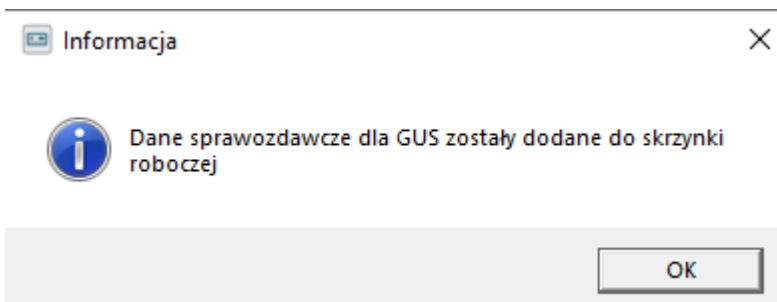 Informacja
Dane sprawozdawcze dla GUS zostały dodane do skrzynki
roboczej
OK